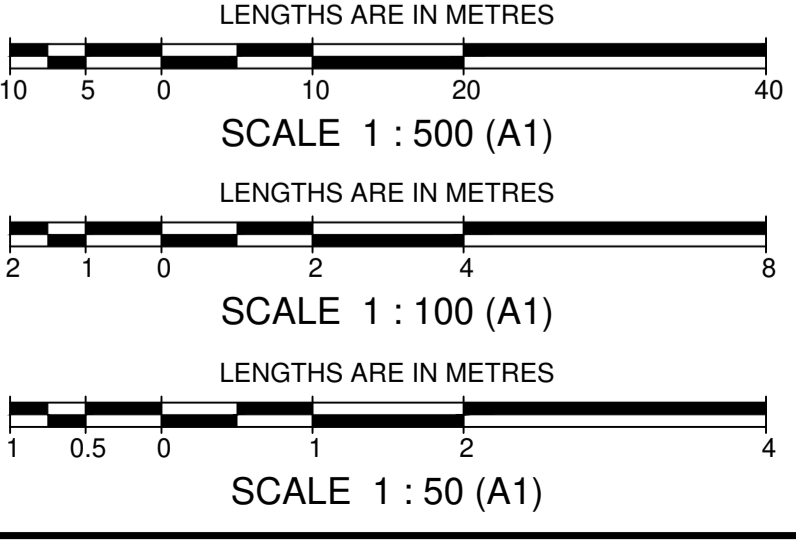 LENGTHS ARE IN METRES
10 5 0 10 20 40
SCALE 1 : 500 (A1)
LENGTHS ARE IN METRES
2 1 0 2 4 8
SCALE 1 : 100 (A1)
LENGTHS ARE IN METRES
1 0.5 0 1 2 4
SCALE 1 : 50 (A1)